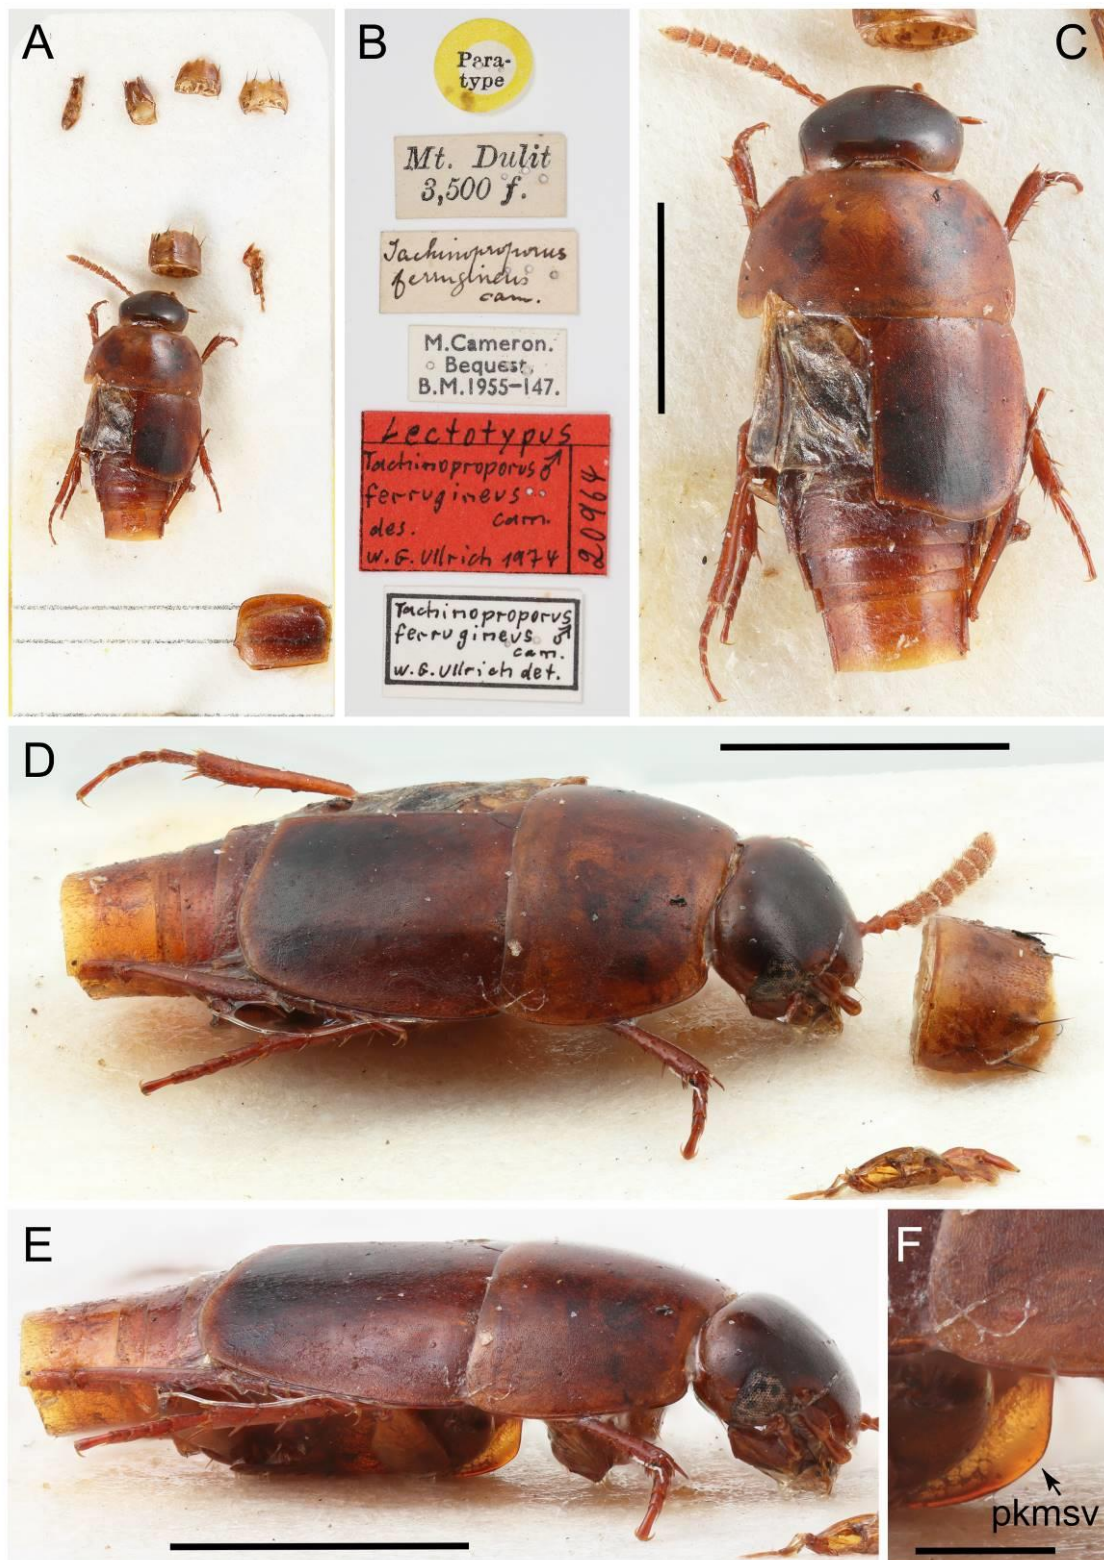 A
B
Para-
type
Mt. Dulit
3,500 f.
Tachinoproporus
ferrugineus
cam.
M. Cameron.
Bequest.
B.M.1955-147.
Lectotypus
Tachinoproporus ♂
ferrugineus
cam.
des.
W.G. Ullrich 1974
20964
Tachinoproporus
ferrugineus ♂
cam.
W.G. Ullrich det.
C
D
E
F
pkmsv